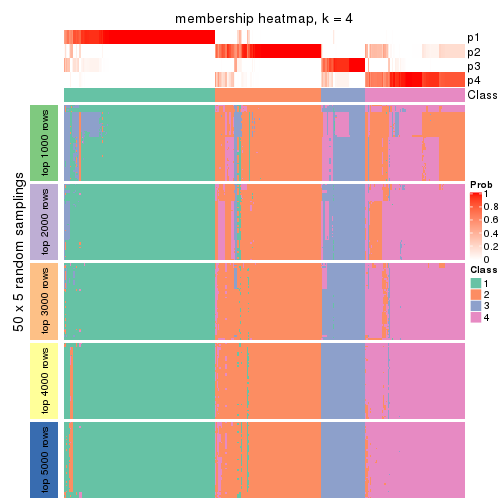 membership heatmap, k = 4
p1
p2
p3
p4
Class
50 x 5 random samplings
top 1000 rows
top 2000 rows
top 3000 rows
top 4000 rows
top 5000 rows
Prob
1
0.8
0.6
0.4
0.2
0
Class
1
2
3
4